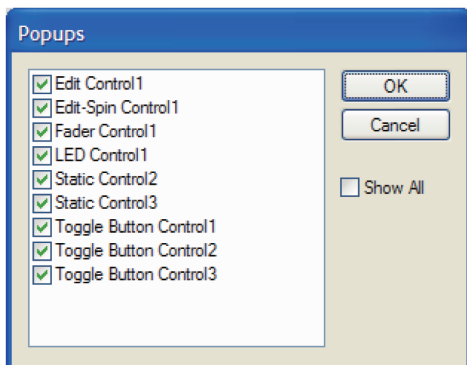 Popups
Edit Control1
Edit-Spin Control1
Fader Control1
LED Control1
Static Control2
Static Control3
Toggle Button Control1
Toggle Button Control2
Toggle Button Control3
OK
Cancel
Show All